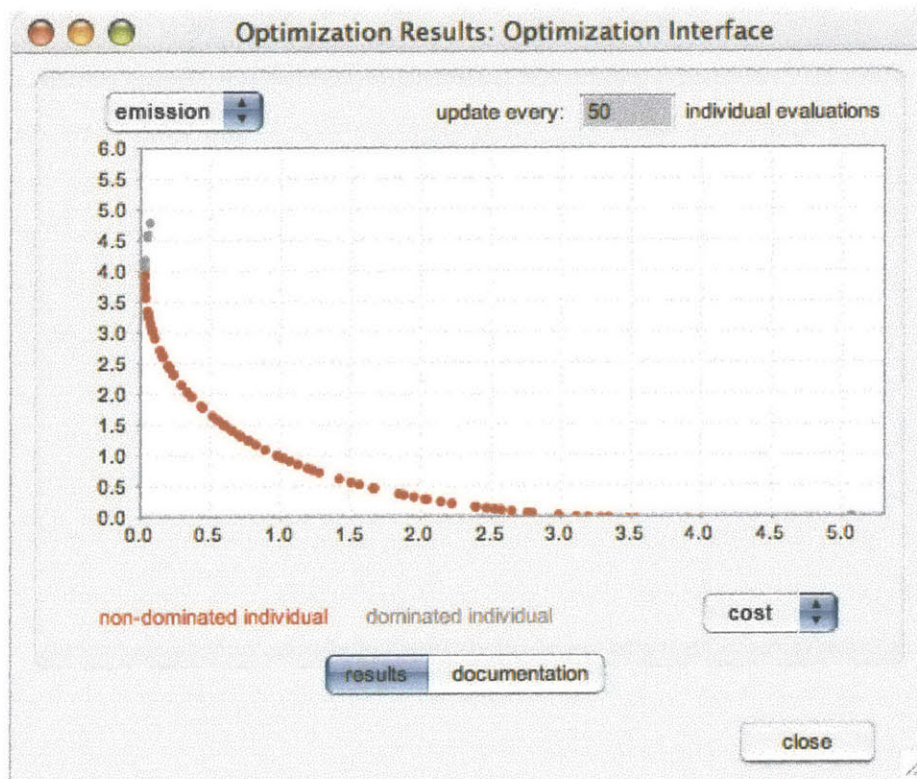 Optimization Results: Optimization Interface
emission update every: 50 individual evaluations
6.0
5.5
5.0
4.5
4.0
3.5
3.0
2.5
2.0
1.5
1.0
0.5
0.0
0.0 0.5 1.0 1.5 2.0 2.5 3.0 3.5 4.0 4.5 5.0
non-dominated individual dominated individual cost
results documentation
close